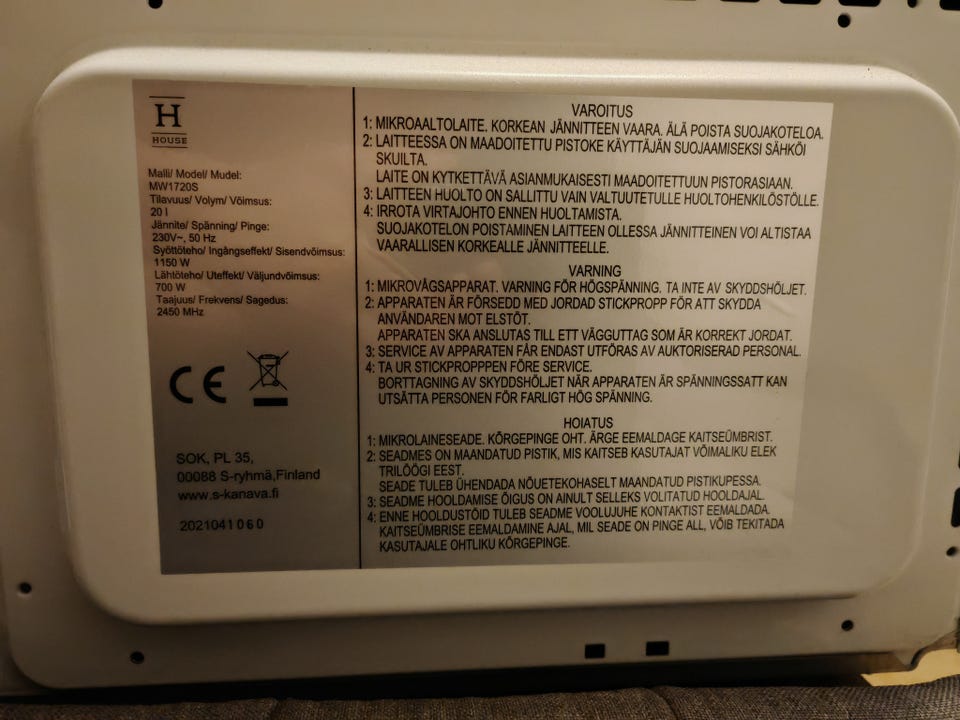 H
HOUSE
Malli/ Model/ Mudel:
MW1720S
Tilavuus/ Volym/ Võimsus:
20 l
Jännite/ Spänning/ Pinge:
230V~, 50 Hz
Syöttöteho/ Ingångseffekt/ Sisendvõimsus:
1150 W
Lähtöteho/ Uteffekt/ Väljundvõimsus:
700 W
Taajuus/ Frekvens/ Sagedus:
2450 MHz
CE
SOK, PL 35,
00088 S-ryhmä,Finland
www.s-kanava.fi
2021041060
VAROITUS
1: MIKROAALTOLAITE. KORKEAN JÄNNITTEEN VAARA. ÄLÄ POISTA SUOJAKOTELOA.
2: LAITTEESSA ON MAADOITETTU PISTOKE KÄYTTÄJÄN SUOJAAMISEKSI SÄHKÖI
SKUILTA.
LAITE ON KYTKETTÄVÄ ASIANMUKAISESTI MAADOITETTUUN PISTORASIAAN.
3: LAITTEEN HUOLTO ON SALLITTU VAIN VALTUUTETULLE HUOLTOHENKILÖSTÖLLE.
4: IRROTA VIRTAJOHTO ENNEN HUOLTAMISTA.
SUOJAKOTELON POISTAMINEN LAITTEEN OLLESSA JÄNNITTEINEN VOI ALTISTAA
VAARALLISEN KORKEALLE JÄNNITTEELLE.
VARNING
1: MIKROVÅGSAPPARAT. VARNING FÖR HÖGSPÄNING. TA INTE AV SKYDDSHÖLJET.
2: APPARATEN ÄR FÖRSEDD MED JORDAD STICKPROPP FÖR ATT SKYDDA
ANVÄNDAREN MOT ELSTÖT.
APPARATEN SKA ANSLUTAS TILL ETT VÄGGUTTAG SOM ÄR KORREKT JORDAT.
3: SERVICE AV APPARATEN FÅR ENDAST UTFÖRAS AV AUKTORISERAD PERSONAL.
4: TA UR STICKPROPPPEN FÖRE SERVICE.
BORTTAGNING AV SKYDDSHÖLJET NÄR APPARATEN ÄR SPÄNNINGSSATT KAN
UTSÄTTA PERSONEN FÖR FARLIGT HÖG SPÄNNING.
HOIATUS
1: MIKROLAINESEADE. KÕRGEPINGE OHT. ÄRGE EEMALDAGE KAITSEÜMBRIST.
2: SEADMES ON MAANDATUD PISTIK, MIS KAITSEB KASUTAJAT VÕIMALIKU ELEK
TRILÖÖGI EEST.
SEADE TULEB ÜHENDADA NÕUETEKOHASELT MAANDATUD PISTIKUPESSA.
3: SEADME HOOLDAMISE ÕIGUS ON AINULT SELLEKS VOLITATUD HOOLDAJAL.
4: ENNE HOOLDUSTÖID TULEB SEADME VOOLUJUHE KONTAKTIST EEMALDADA.
KAITSEÜMBRISE EEMALDAMINE AJAL, MIL SEADE ON PINGE ALL, VÕIB TEKITADA
KASUTAJALE OHTLIKU KÕRGEPINGE.